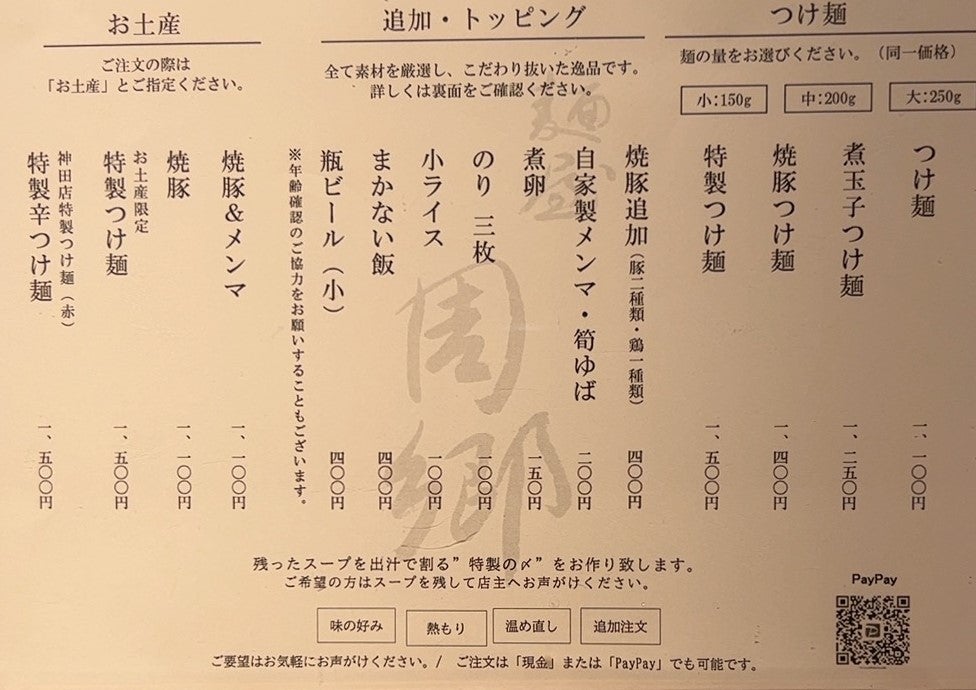 つけ麺
麺の量をお選びください。（同一価格）
小:150g
中:200g
大:250g
つけ麺 一、一〇〇円
煮玉子つけ麺 一、二五〇円
焼豚つけ麺 一、四〇〇円
特製つけ麺 一、五〇〇円
追加・トッピング
全て素材を厳選し、こだわり抜いた逸品です。
詳しくは裏面をご確認ください。
焼豚追加（豚二種類・鶏一種類） 四〇〇円
自家製メンマ・筍ゆば 二〇〇円
煮卵 一五〇円
のり 三枚 一〇〇円
小ライス 一〇〇円
まかない飯 四〇〇円
瓶ビール（小） 四〇〇円
※年齢確認のご協力をお願いすることもございます。
お土産
ご注文の際は
「お土産」とご指定ください。
焼豚＆メンマ 一、一〇〇円
焼豚 一、一〇〇円
お土産限定
特製つけ麺 一、五〇〇円
神田店特製つけ麺（赤）
特製辛つけ麺 一、五〇〇円
麺屋
周郷
残ったスープを出汁で割る”特製の〆”をお作り致します。
ご希望の方はスープを残して店主へお声がけください。
味の好み
熱もり
温め直し
追加注文
ご要望はお気軽にお声がけください。/ ご注文は「現金」または「PayPay」でも可能です。
PayPay